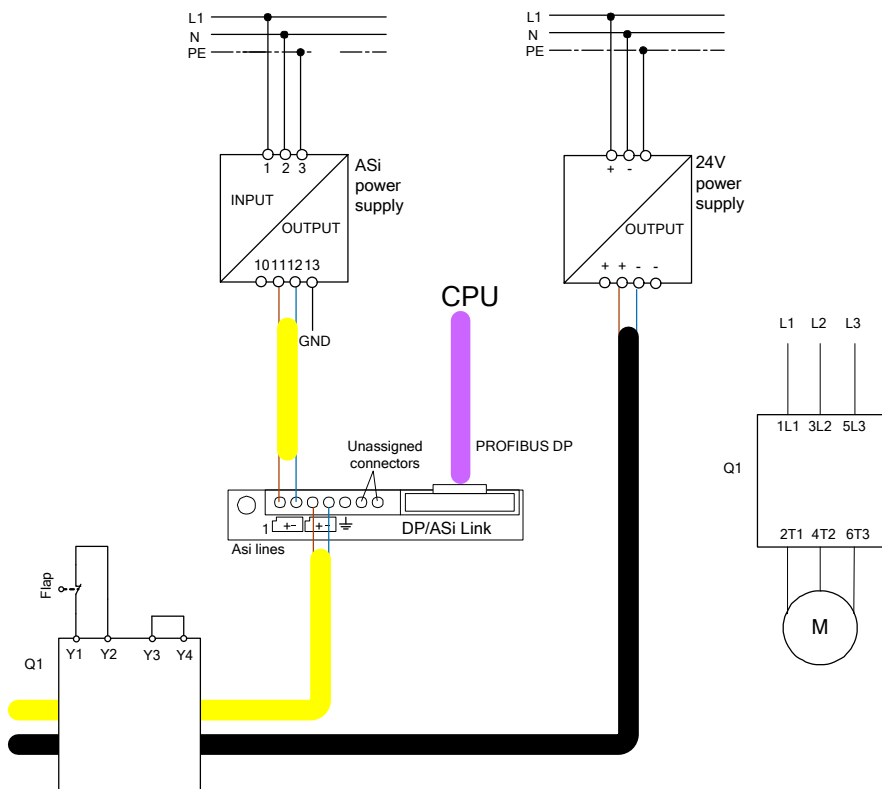 L1
N
PE
L1
N
PE
1 2 3
INPUT
OUTPUT
10 11 12 13
ASi
power
supply
+ -
OUTPUT
+ + - -
24V
power
supply
GND
CPU
PROFIBUS DP
Unassigned
connectors
1 + - + -
DP/ASi Link
Asi lines
L1 L2 L3
Q1
1L1 3L2 5L3
2T1 4T2 6T3
M
Flap
Q1
Y1 Y2 Y3 Y4